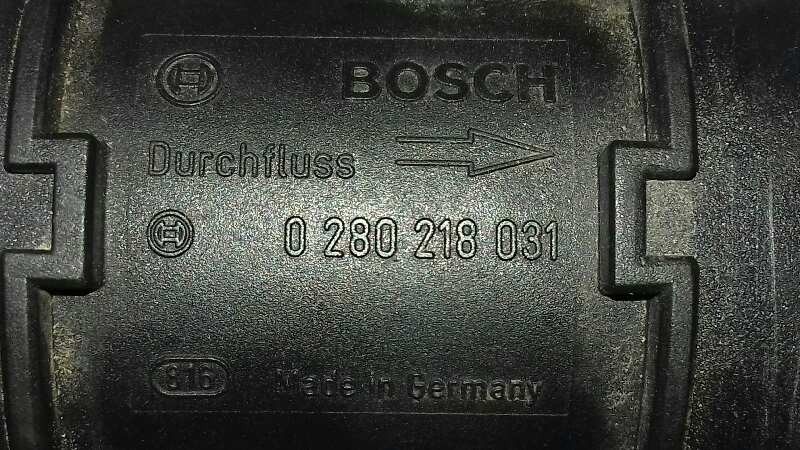 BOSCH
Durchfluss
0 280 218 031
816
Made in Germany